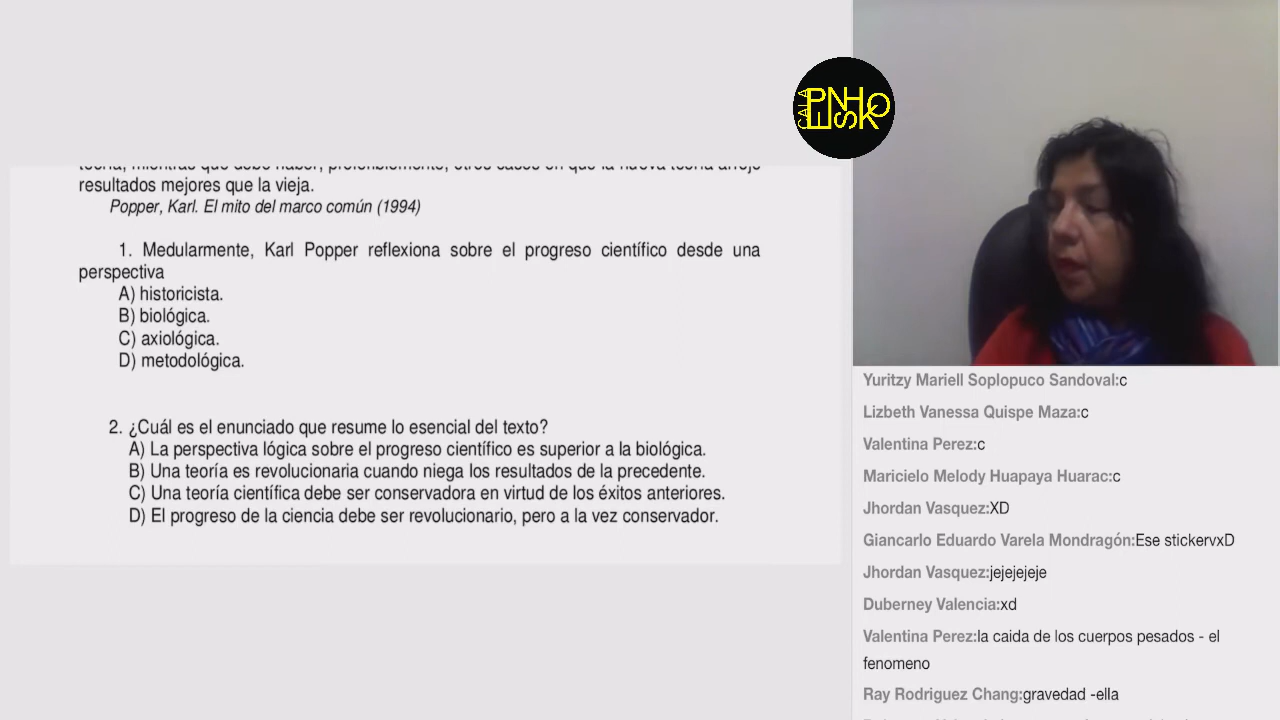 CALA
PENHOESK
resultados mejores que la vieja.
Popper, Karl. El mito del marco común (1994)
1. Medularmente, Karl Popper reflexiona sobre el progreso científico desde una
perspectiva
A) historicista.
B) biológica.
C) axiológica.
D) metodológica.
2. ¿Cuál es el enunciado que resume lo esencial del texto?
A) La perspectiva lógica sobre el progreso científico es superior a la biológica.
B) Una teoría es revolucionaria cuando niega los resultados de la precedente.
C) Una teoría científica debe ser conservadora en virtud de los éxitos anteriores.
D) El progreso de la ciencia debe ser revolucionario, pero a la vez conservador.
Yuritzy Mariell Soplopuco Sandoval:c
Lizbeth Vanessa Quispe Maza:c
Valentina Perez:c
Maricielo Melody Huapaya Huarac:c
Jhordan Vasquez:XD
Giancarlo Eduardo Varela Mondragón:Ese stickervxD
Jhordan Vasquez:jejejejeje
Duberney Valencia:xd
Valentina Perez:la caida de los cuerpos pesados - el
fenomeno
Ray Rodriguez Chang:gravedad -ella